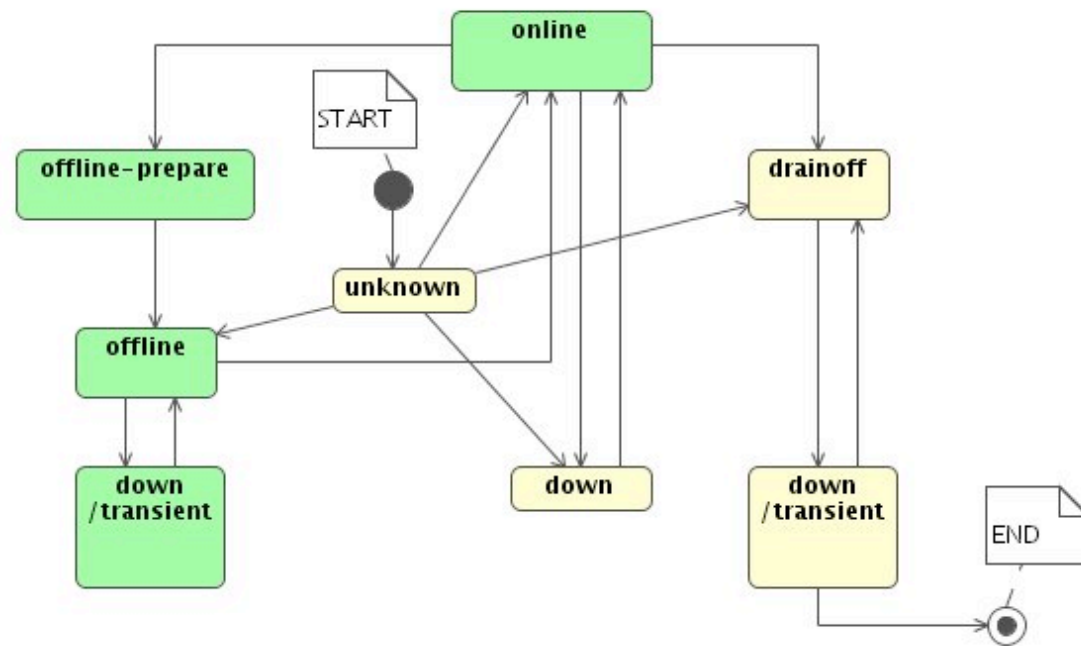 online
START
offline-prepare
drainoff
unknown
offline
down
/transient
down
down
/transient
END